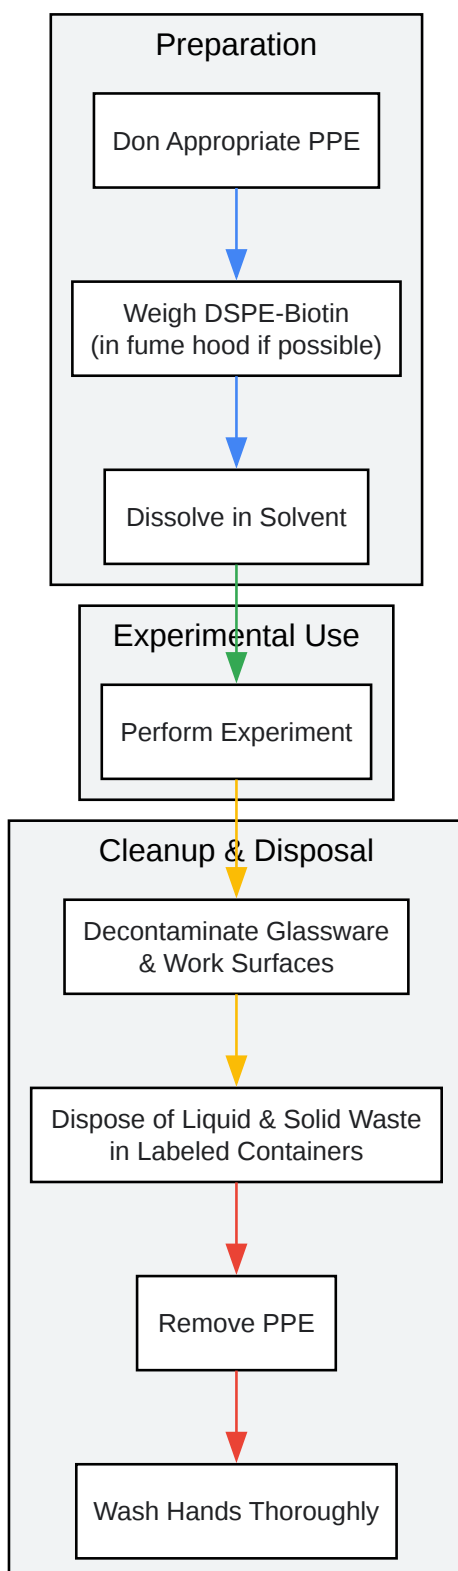 Preparation
Don Appropriate PPE
Weigh DSPE-Biotin
(in fume hood if possible)
Dissolve in Solvent
Experimental Use
Perform Experiment
Cleanup & Disposal
Decontaminate Glassware
& Work Surfaces
Dispose of Liquid & Solid Waste
in Labeled Containers
Remove PPE
Wash Hands Thoroughly